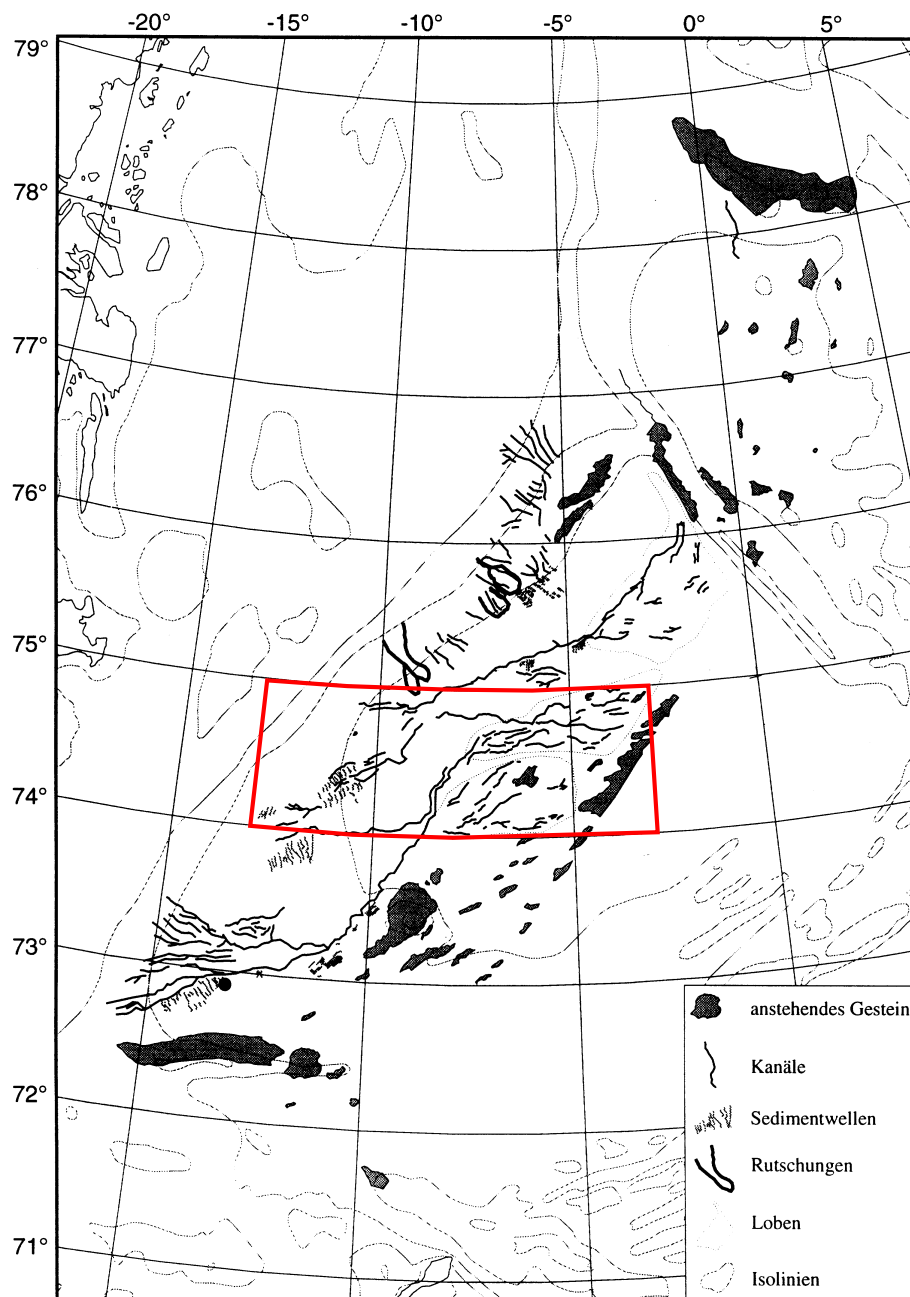 -20° -15° -10° -5° 0° 5°
79°
78°
77°
76°
75°
74°
73°
72°
71°
anstehendes Gestein
Kanäle
Sedimentwellen
Rutschungen
Loben
Isolinien